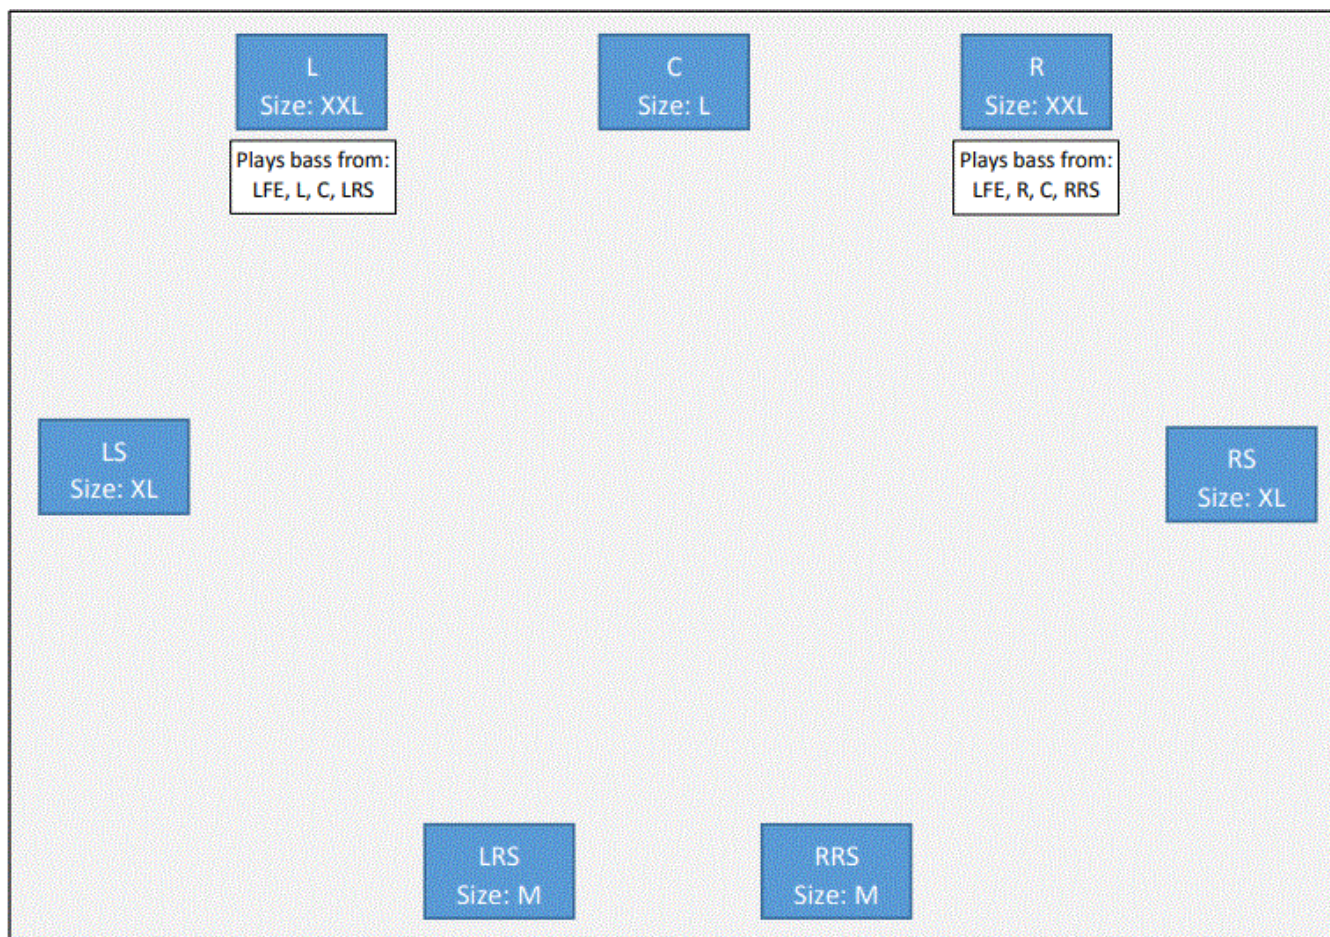 L
Size: XXL
C
Size: L
R
Size: XXL
Plays bass from:
LFE, L, C, LRS
Plays bass from:
LFE, R, C, RRS
LS
Size: XL
RS
Size: XL
LRS
Size: M
RRS
Size: M